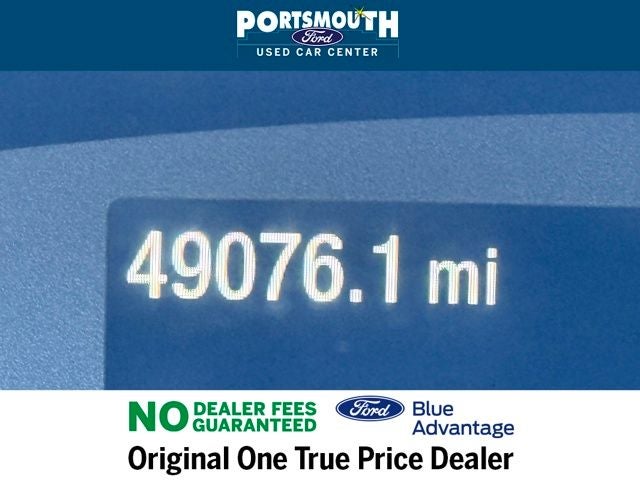 PORTSMOUTH
Ford
USED CAR CENTER
49076.1 mi
NO DEALER FEES
GUARANTEED
Ford Blue
Advantage
Original One True Price Dealer